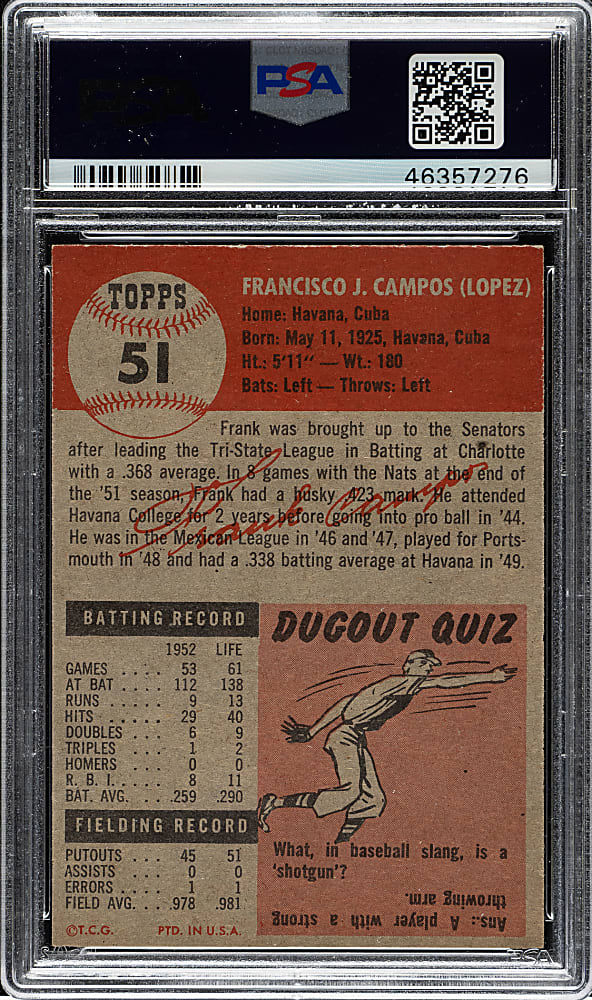 PSA
46357276
TOPPS
51
FRANCISCO J. CAMPOS (LOPEZ)
Home: Havana, Cuba
Born: May 11, 1925, Havana, Cuba
Ht.: 5'11" — Wt.: 180
Bats: Left — Throws: Left
Frank was brought up to the Senators
after leading the Tri-State League in Batting at Charlotte
with a .368 average. In 8 games with the Nats at the end of
the '51 season, Frank had a husky .423 mark. He attended
Havana College for 2 years before going into pro ball in '44.
He was in the Mexican League in '46 and '47, played for Ports-
mouth in '48 and had a .338 batting average at Havana in '49.
Frank Campos
BATTING RECORD
1952 LIFE
GAMES .... 53 61
AT BAT .... 112 138
RUNS ..... 9 13
HITS ...... 29 40
DOUBLES .. 6 9
TRIPLES ... 1 2
HOMERS .. 0 0
R. B. I. .... 8 11
BAT. AVG. ... .259 .290
FIELDING RECORD
PUTOUTS ... 45 51
ASSISTS .... 0 0
ERRORS .... 1 1
FIELD AVG. .. .978 .981
©T.C.G. PTD. IN U.S.A.
DUGOUT QUIZ
What, in baseball slang, is a
'shotgun'?
Ans.: A player with a strong
throwing arm.
PSA